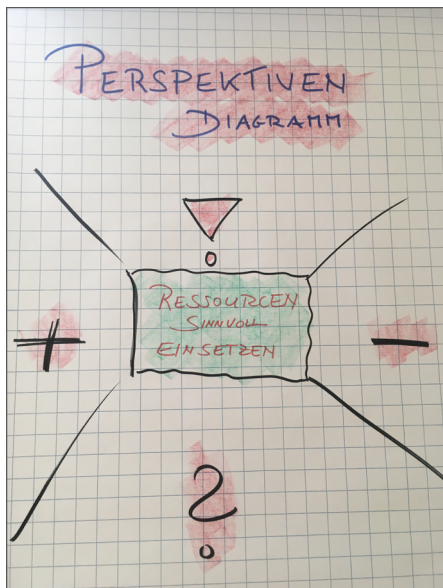 PERSPEKTIVEN
DIAGRAMM
!
RESSOURCEN
SINNVOLL
EINSETZEN
+
-
?